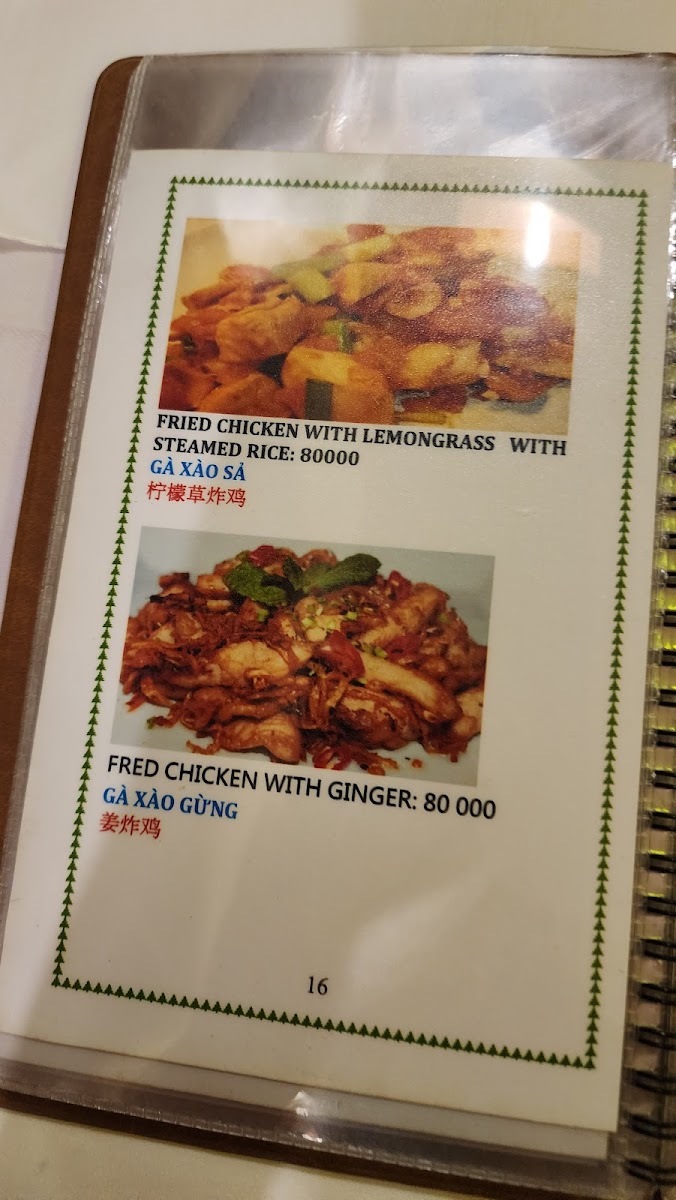 FRIED CHICKEN WITH LEMONGRASS WITH
STEAMED RICE: 80000
GÀ XÀO SẢ
柠檬草炸鸡
FRED CHICKEN WITH GINGER: 80 000
GÀ XÀO GỪNG
姜炸鸡
16